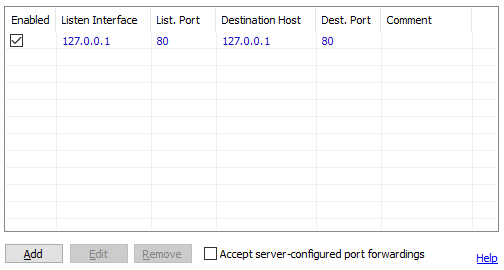 Enabled Listen Interface List. Port Destination Host Dest. Port Comment
127.0.0.1 80 127.0.0.1 80
Add Edit Remove Accept server-configured port forwardings Help